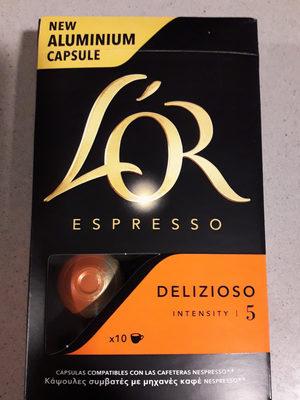 NEW
ALUMINIUM
CAPSULE
L'OR
ESPRESSO
DELIZIOSO
INTENSITY | 5
x10
CÁPSULAS COMPATIBLES CON LAS CAFETERAS NESPRESSO**
Κάψουλες συμβατές με μηχανές καφέ NESPRESSO**